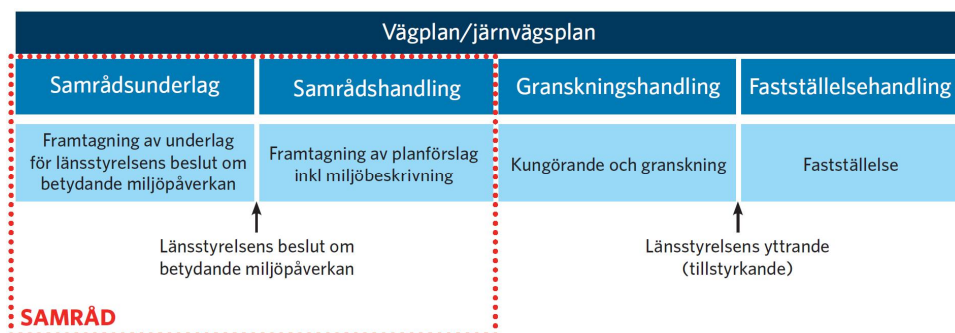 Vägplan/järnvägsplan
Samrådsunderlag
Samrådshandling
Granskningshandling
Fastställelsehandling
Framtagning av underlag
för länsstyrelsens beslut om
betydande miljöpåverkan
Framtagning av planförslag
inkl miljöbeskrivning
Kungörande och granskning
Fastställelse
Länsstyrelsens beslut om
betydande miljöpåverkan
Länsstyrelsens yttrande
(tillstyrkande)
SAMRÅD